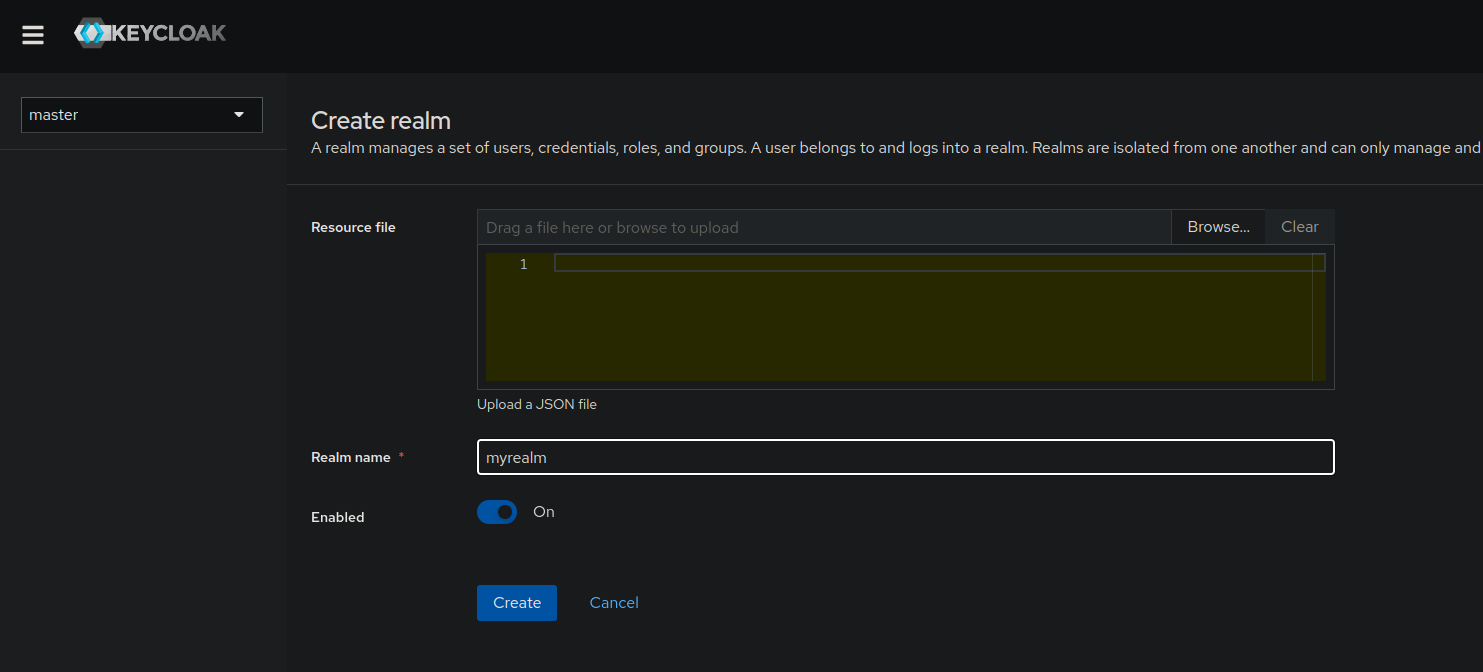 KEYCLOAK
master
Create realm
A realm manages a set of users, credentials, roles, and groups. A user belongs to and logs into a realm. Realms are isolated from one another and can only manage and
Resource file
Drag a file here or browse to upload
Browse...
Clear
1
Upload a JSON file
Realm name *
myrealm
Enabled
On
Create
Cancel